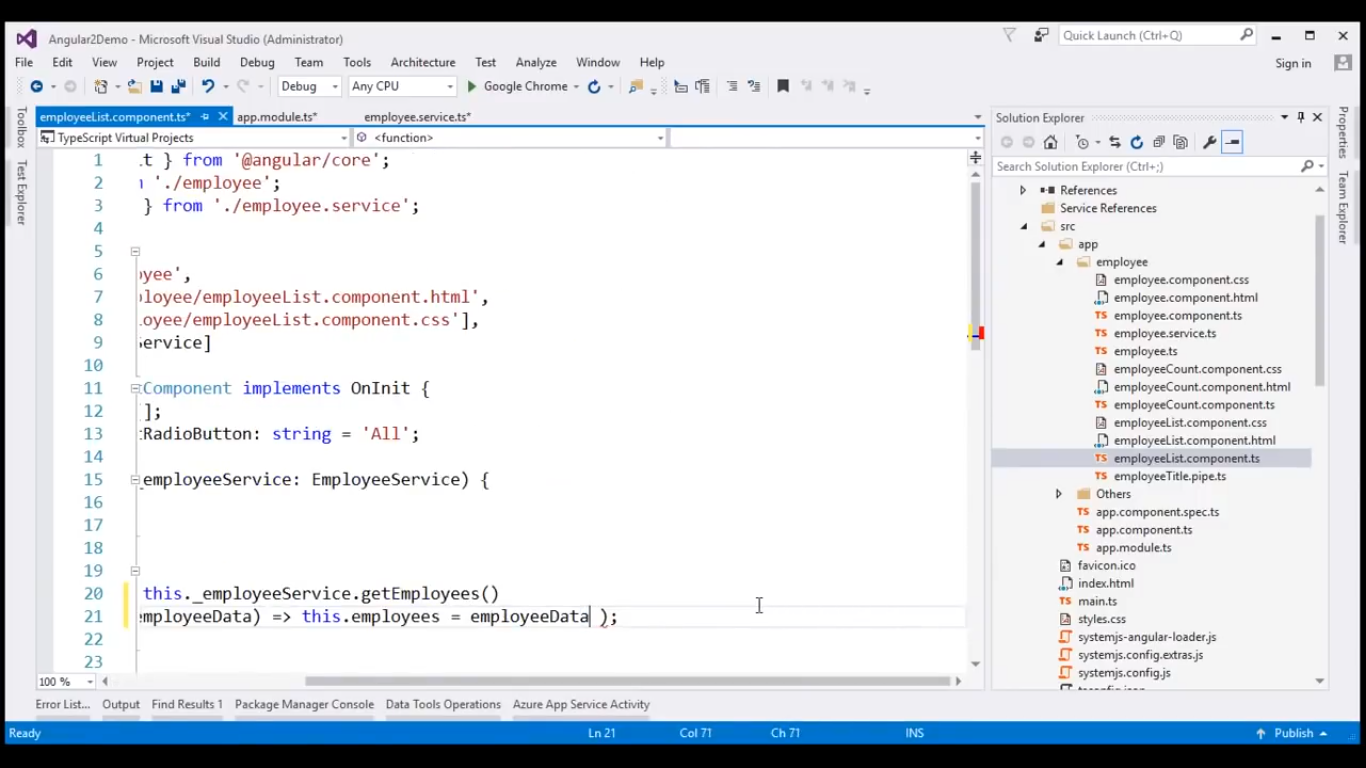 Angular2Demo - Microsoft Visual Studio (Administrator)
Quick Launch (Ctrl+Q)
File Edit View Project Build Debug Team Tools Architecture Test Analyze Window Help
Sign in
Debug Any CPU Google Chrome
employeeList.component.ts* app.module.ts* employee.service.ts*
TypeScript Virtual Projects <function>
Toolbox
Test Explorer
1 .t } from '@angular/core';
2 './employee';
3 } from './employee.service';
4
5
6 oyee',
7 loyee/employeeList.component.html',
8 oyee/employeeList.component.css'],
9 Service]
10
11 Component implements OnInit {
12 ];
13 tRadioButton: string = 'All';
14
15 _employeeService: EmployeeService) {
16
17
18
19
20 this._employeeService.getEmployees()
21 employeeData) => this.employees = employeeData );
22
23
100 %
Solution Explorer
Search Solution Explorer (Ctrl+;)
References
Service References
src
app
employee
employee.component.css
employee.component.html
employee.component.ts
employee.service.ts
employee.ts
employeeCount.component.css
employeeCount.component.html
employeeCount.component.ts
employeeList.component.css
employeeList.component.html
employeeList.component.ts
employeeTitle.pipe.ts
Others
app.component.spec.ts
app.component.ts
app.module.ts
favicon.ico
index.html
main.ts
styles.css
systemjs-angular-loader.js
systemjs.config.extras.js
systemjs.config.js
Properties
Team Explorer
Error List... Output Find Results 1 Package Manager Console Data Tools Operations Azure App Service Activity
Ready Ln 21 Col 71 Ch 71 INS Publish